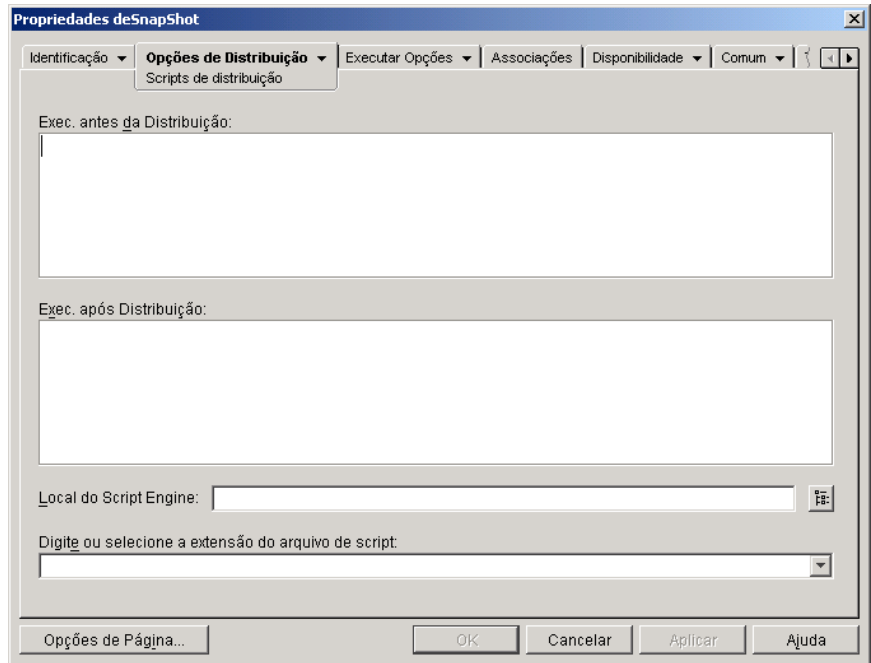 Propriedades deSnapShot
Identificação Opções de Distribuição Executar Opções Associações Disponibilidade Comum
Scripts de distribuição
Exec. antes da Distribuição:
Exec. após Distribuição:
Local do Script Engine:
Digite ou selecione a extensão do arquivo de script:
Opções de Página... OK Cancelar Aplicar Ajuda